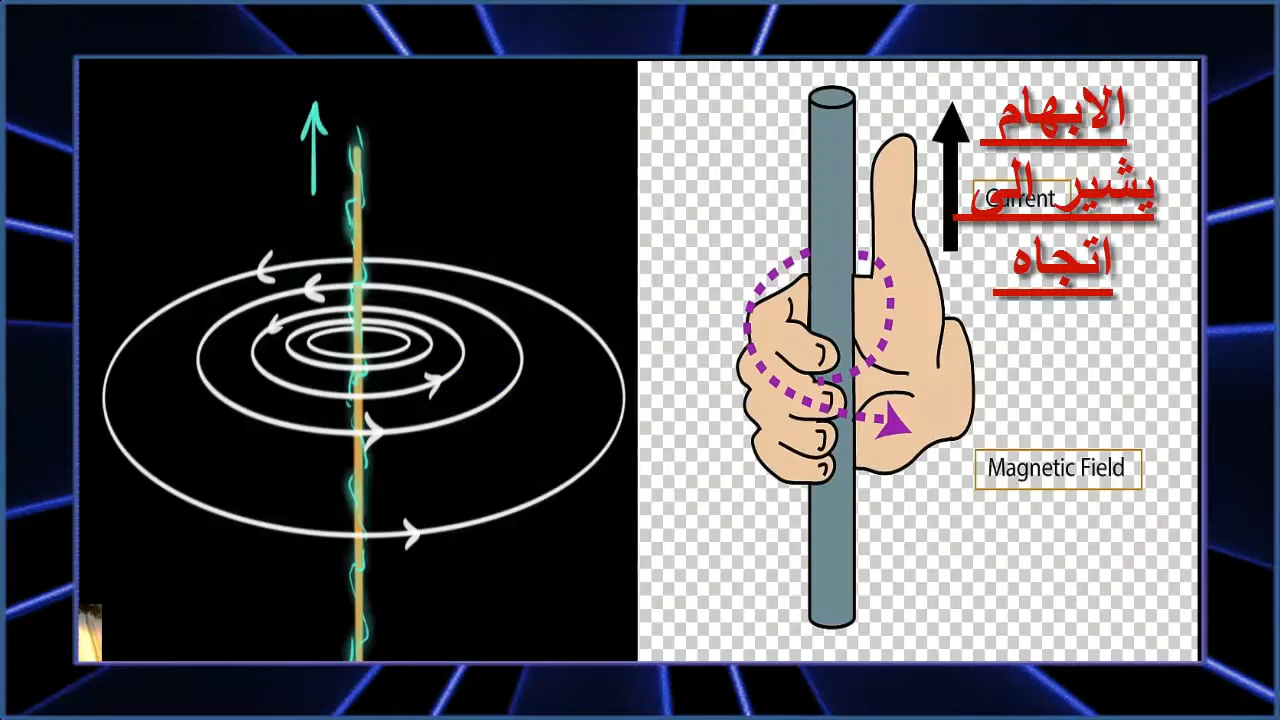 الابهام
يشير الى
Current
اتجاه
Magnetic Field